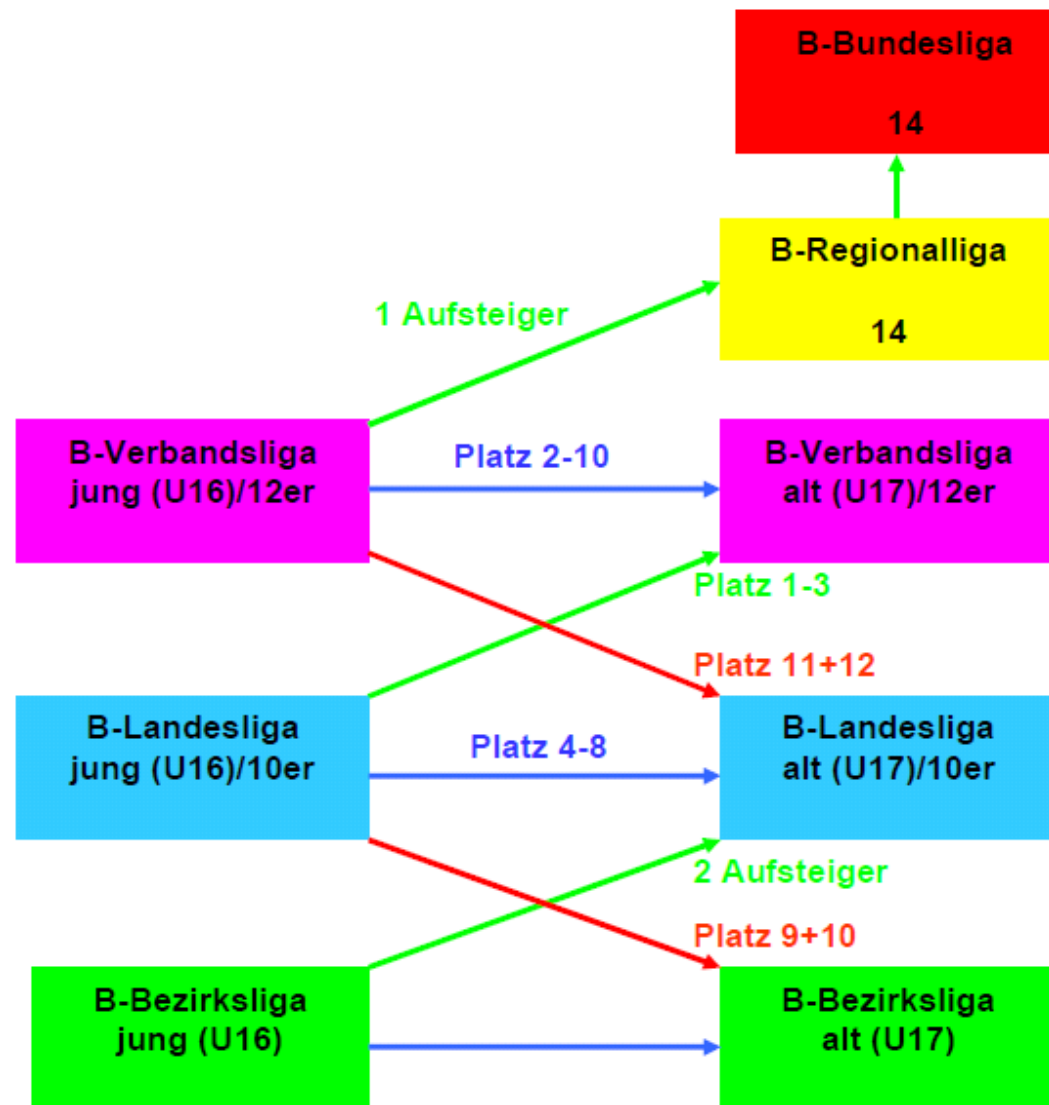 B-Bundesliga
14
B-Regionalliga
14
1 Aufsteiger
B-Verbandsliga
jung (U16)/12er
Platz 2-10
B-Verbandsliga
alt (U17)/12er
Platz 1-3
Platz 11+12
B-Landesliga
jung (U16)/10er
Platz 4-8
B-Landesliga
alt (U17)/10er
2 Aufsteiger
Platz 9+10
B-Bezirksliga
jung (U16)
B-Bezirksliga
alt (U17)